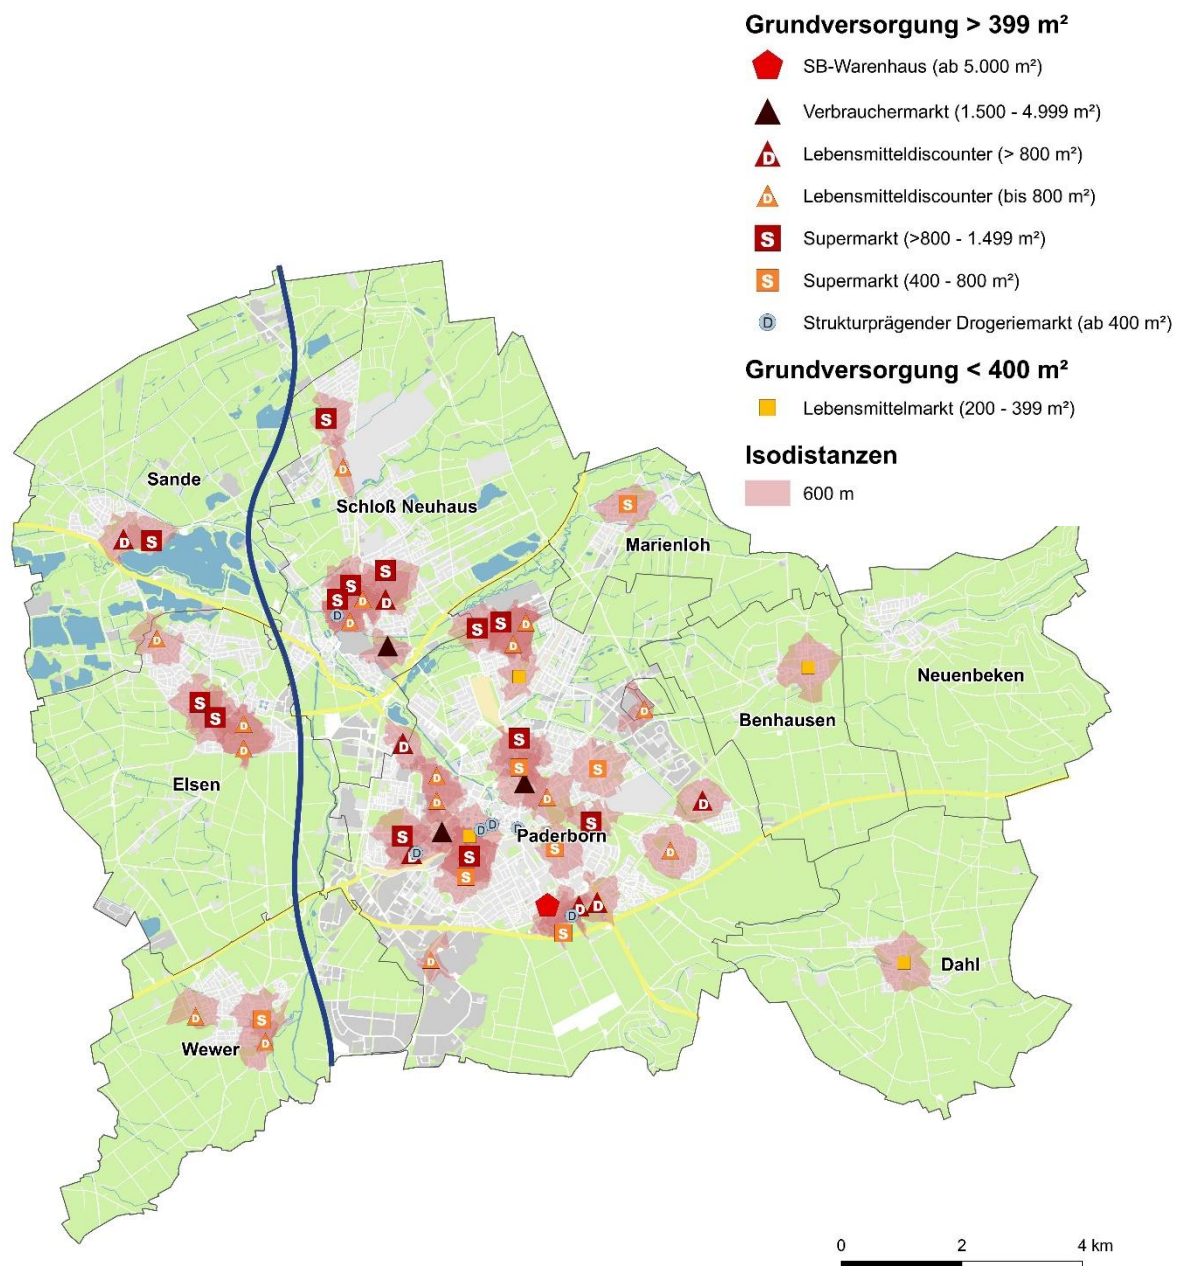 Grundversorgung > 399 m²
SB-Warenhaus (ab 5.000 m²)
Verbrauchermarkt (1.500 - 4.999 m²)
D Lebensmitteldiscounter (> 800 m²)
D Lebensmitteldiscounter (bis 800 m²)
S Supermarkt (>800 - 1.499 m²)
S Supermarkt (400 - 800 m²)
D Strukturprägender Drogeriemarkt (ab 400 m²)
Grundversorgung < 400 m²
Lebensmittelmarkt (200 - 399 m²)
Isodistanzen
600 m
S
D
Sande
Schloß Neuhaus
S
Marienloh
D S
S
S
S D D
D D
S S D
D
D
Neuenbeken
Benhausen
S
S D
D
D
Elsen
D
S
S S
D
D
D
D
S
S D D D
Paderborn
D D
S
S
D
S
D D
D
S
D
Dahl
D
S
D
Wewer
0 2 4 km